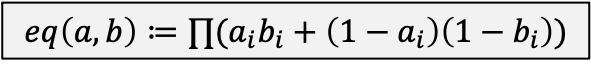 eq(a, b) ≔ ∏(aᵢbᵢ + (1 − aᵢ)(1 − bᵢ))